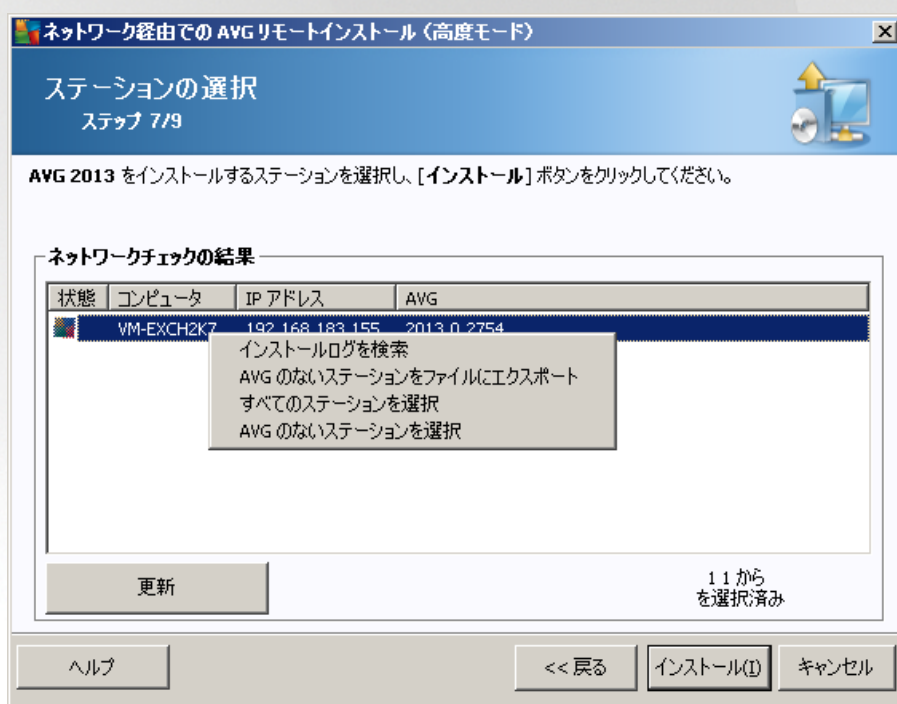 ネットワーク経由での AVG リモートインストール (高度モード)
ステーションの選択
ステップ 7/9
AVG 2013 をインストールするステーションを選択し、[インストール] ボタンをクリックしてください。
ネットワークチェックの結果
状態 コンピュータ IP アドレス AVG
VM-EXCH2K7 192.168.183.155 2013.0.2754
インストールログを検索
AVG のないステーションをファイルにエクスポート
すべてのステーションを選択
AVG のないステーションを選択
更新
1 1 から
を選択済み
ヘルプ
<< 戻る
インストール(I)
キャンセル